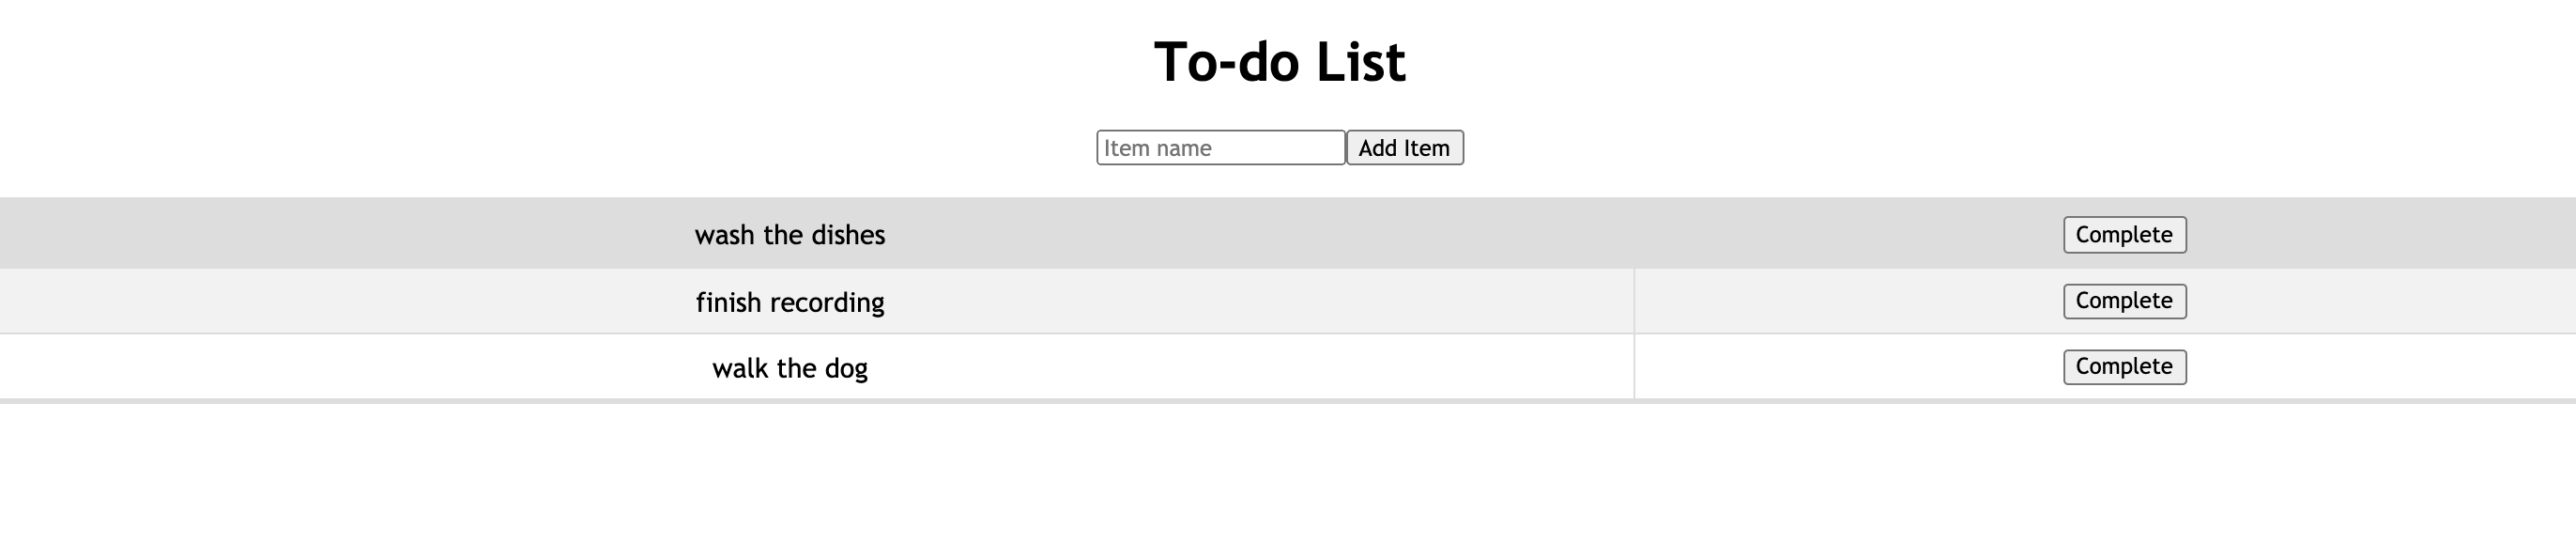 To-do List
Item name Add Item
wash the dishes Complete
finish recording Complete
walk the dog Complete